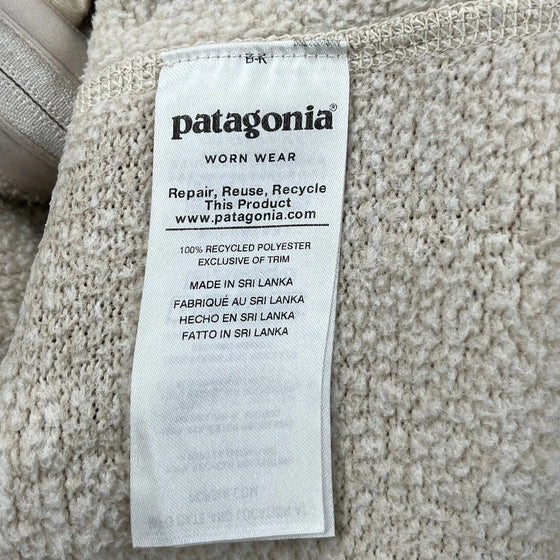 B-R
patagonia®
WORN WEAR
Repair, Reuse, Recycle
This Product
www.patagonia.com
100% RECYCLED POLYESTER
EXCLUSIVE OF TRIM
MADE IN SRI LANKA
FABRIQUÉ AU SRI LANKA
HECHO EN SRI LANKA
FATTO IN SRI LANKA